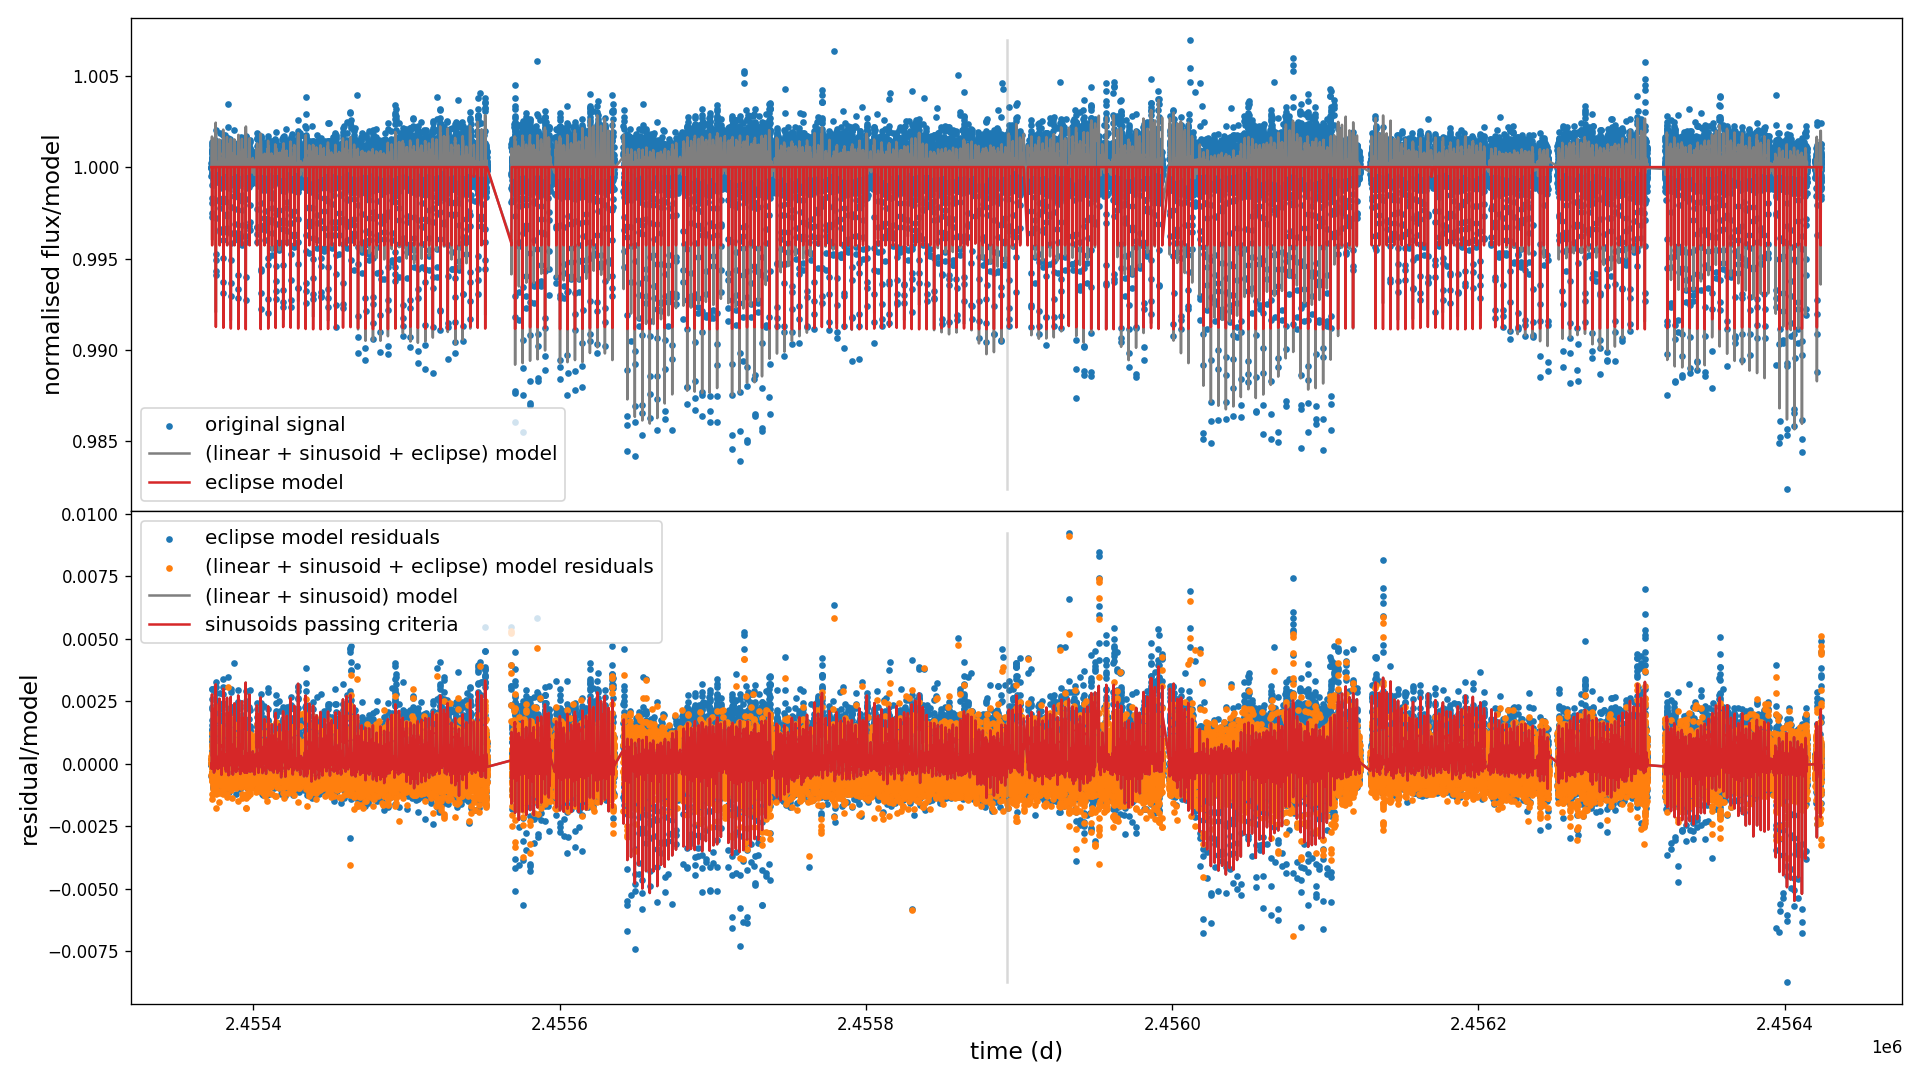 1.005
1.000
0.995
0.990
0.985
normalised flux/model
original signal
(linear + sinusoid + eclipse) model
eclipse model
0.0100
0.0075
0.0050
0.0025
0.0000
−0.0025
−0.0050
−0.0075
residual/model
eclipse model residuals
(linear + sinusoid + eclipse) model residuals
(linear + sinusoid) model
sinusoids passing criteria
2.4554 2.4556 2.4558 2.4560 2.4562 2.4564
1e6
time (d)